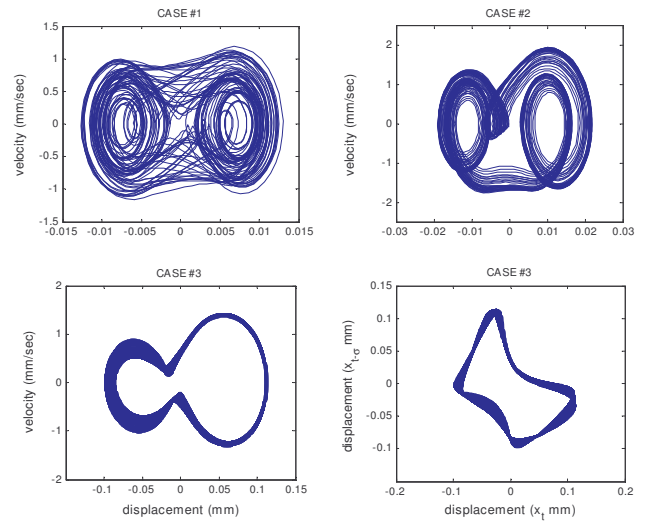 CASE #1
1.5
1
0.5
0
-0.5
-1
-1.5
velocity (mm/sec)
-0.015 -0.01 -0.005 0 0.005 0.01 0.015
CASE #2
2
1
0
-1
-2
velocity (mm/sec)
-0.03 -0.02 -0.01 0 0.01 0.02 0.03
CASE #3
2
1
0
-1
-2
velocity (mm/sec)
-0.1 -0.05 0 0.05 0.1 0.15
displacement (mm)
CASE #3
0.15
0.1
0.05
0
-0.05
-0.1
displacement (x_{t-σ} mm)
-0.2 -0.1 0 0.1 0.2
displacement (x_t mm)